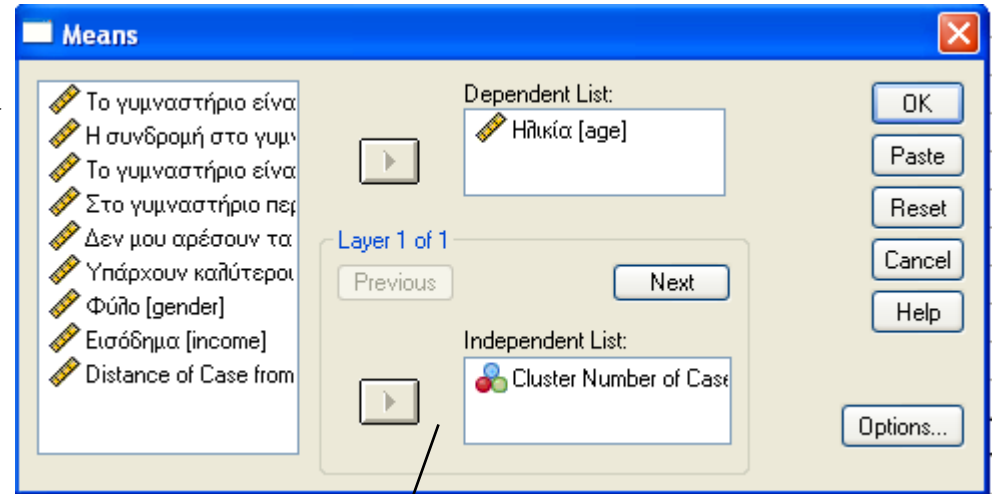 Means
Το γυμναστήριο είνα
Η συνδρομή στο γυμν
Το γυμναστήριο είνα
Στο γυμναστήριο περ
Δεν μου αρέσουν τα
Υπάρχουν καλύτεροι
Φύλο [gender]
Εισόδημα [income]
Distance of Case from
Dependent List:
Ηλικία [age]
Layer 1 of 1
Previous
Next
Independent List:
Cluster Number of Case
OK
Paste
Reset
Cancel
Help
Options...